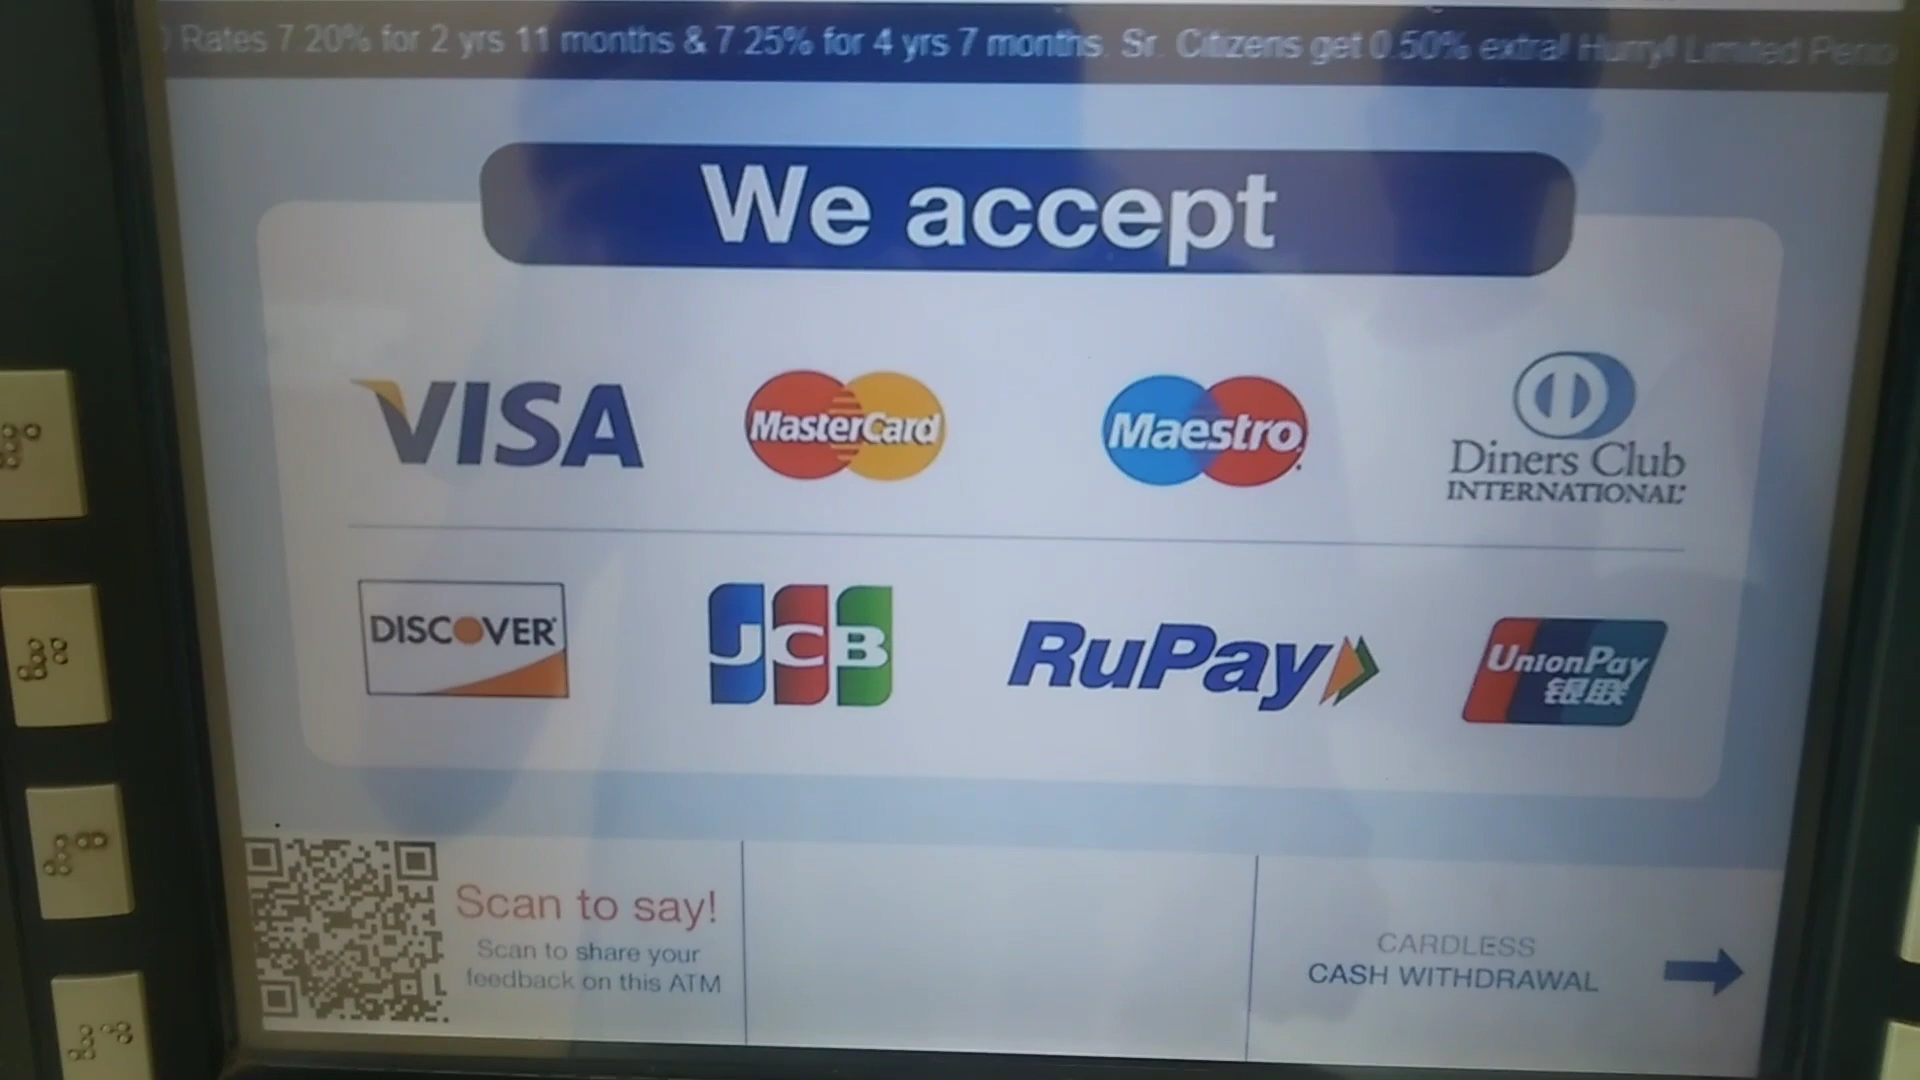 Rates 7.20% for 2 yrs 11 months & 7.25% for 4 yrs 7 months. Sr. Citizens get 0.50% extra! Hurry! Limited
We accept
VISA
MasterCard
Maestro
Diners Club
INTERNATIONAL
DISCOVER
JCB
RuPay
UnionPay
银联
Scan to say!
Scan to share your
feedback on this ATM
CARDLESS
CASH WITHDRAWAL